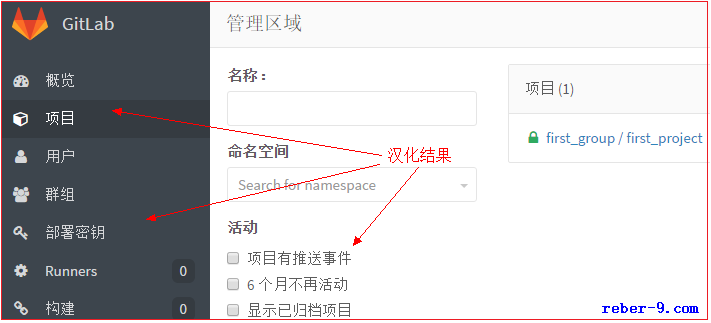 GitLab
管理区域
概览
项目
用户
群组
部署密钥
Runners 0
构建 0
名称：
命名空间
Search for namespace
活动
项目有推送事件
6 个月不再活动
显示已归档项目
项目 (1)
first_group / first_project
汉化结果
reber-9.com